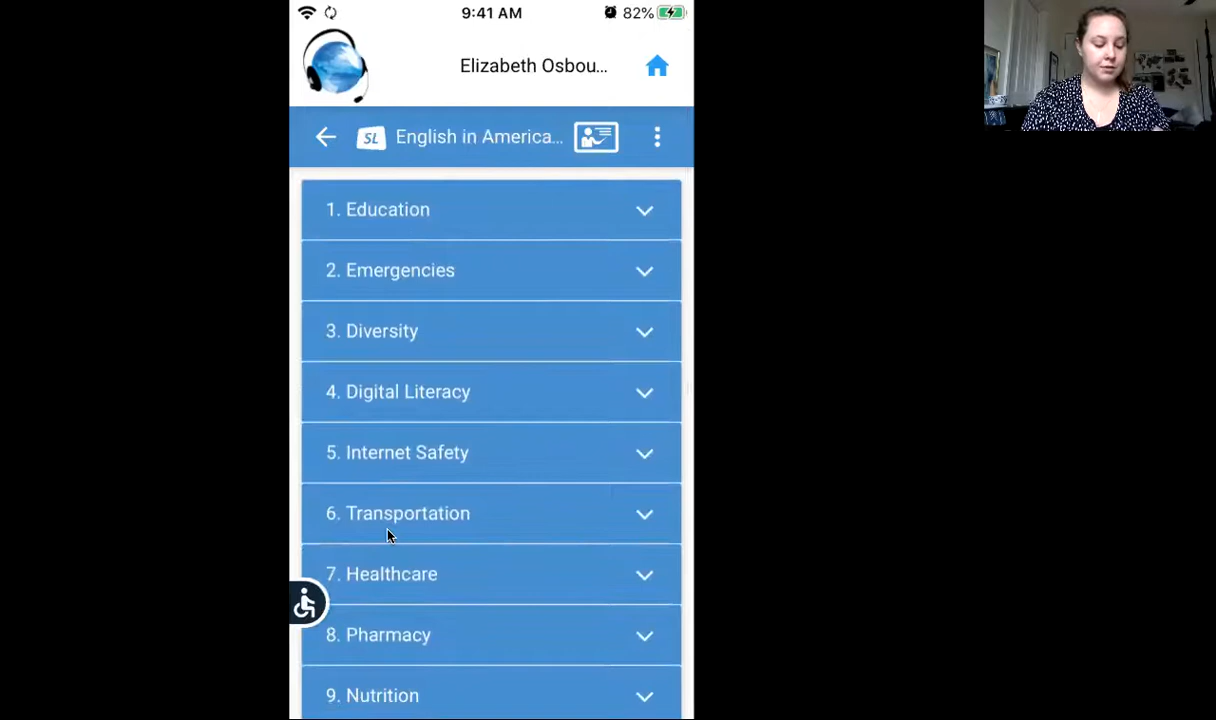 9:41 AM
82%
Elizabeth Osbou...
SL
English in America...
1. Education
2. Emergencies
3. Diversity
4. Digital Literacy
5. Internet Safety
6. Transportation
7. Healthcare
8. Pharmacy
9. Nutrition